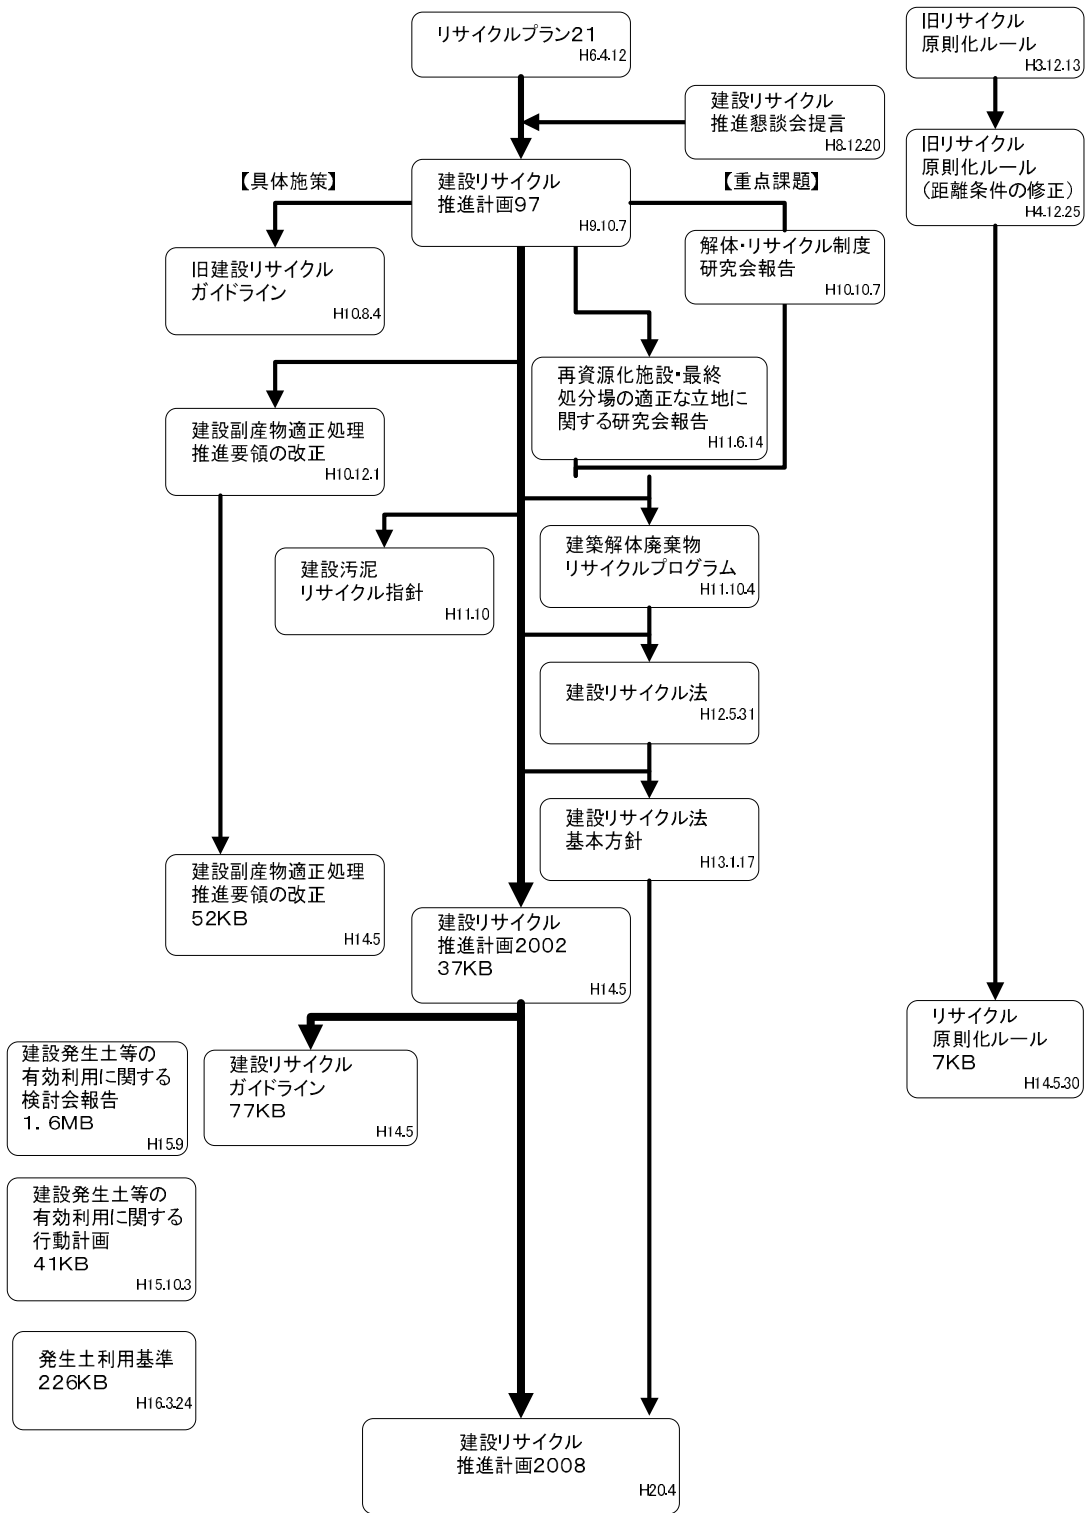 リサイクルプラン21
H6.4.12
旧リサイクル
原則化ルール
H3.12.13
建設リサイクル
推進懇談会提言
H8.12.20
旧リサイクル
原則化ルール
（距離条件の修正）
H4.12.25
【具体施策】
建設リサイクル
推進計画97
H9.10.7
【重点課題】
旧建設リサイクル
ガイドライン
H10.8.4
解体・リサイクル制度
研究会報告
H10.10.7
再資源化施設・最終
処分場の適正な立地に
関する研究会報告
H11.6.14
建設副産物適正処理
推進要領の改正
H10.12.1
建設汚泥
リサイクル指針
H11.10
建築解体廃棄物
リサイクルプログラム
H11.10.4
建設リサイクル法
H12.5.31
建設リサイクル法
基本方針
H13.1.17
建設副産物適正処理
推進要領の改正
52KB
H14.5
建設リサイクル
推進計画2002
37KB
H14.5
リサイクル
原則化ルール
7KB
H14.5.30
建設発生土等の
有効利用に関する
検討会報告
1．6MB
H15.9
建設リサイクル
ガイドライン
77KB
H14.5
建設発生土等の
有効利用に関する
行動計画
41KB
H15.10.3
発生土利用基準
226KB
H16.3.24
建設リサイクル
推進計画2008
H20.4